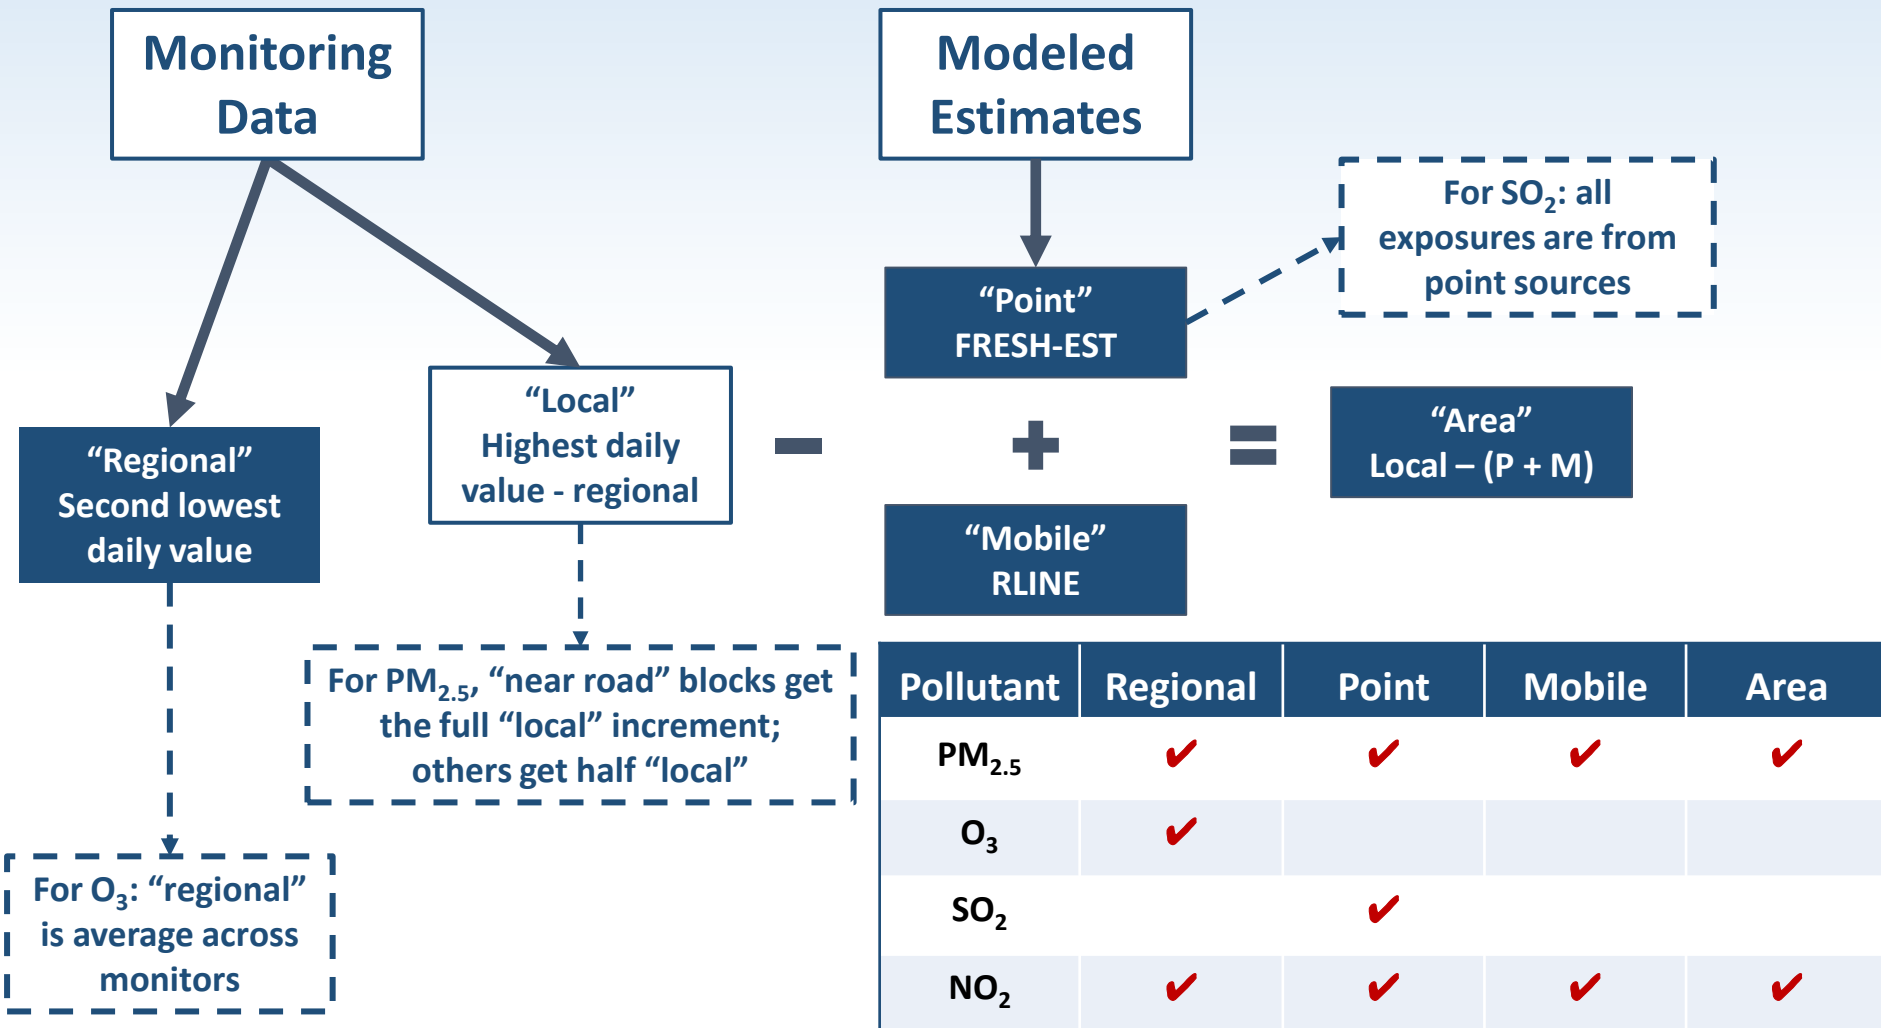 Monitoring
Data
Modeled
Estimates
For SO₂: all
exposures are from
point sources
“Point”
FRESH-EST
“Local”
Highest daily
value - regional
“Regional”
Second lowest
daily value
−
+
=
“Area”
Local – (P + M)
“Mobile”
RLINE
For PM₂.₅, “near road” blocks get
the full “local” increment;
others get half “local”
For O₃: “regional”
is average across
monitors
Pollutant Regional Point Mobile Area
PM₂.₅ ✔ ✔ ✔ ✔
O₃ ✔
SO₂ ✔
NO₂ ✔ ✔ ✔ ✔